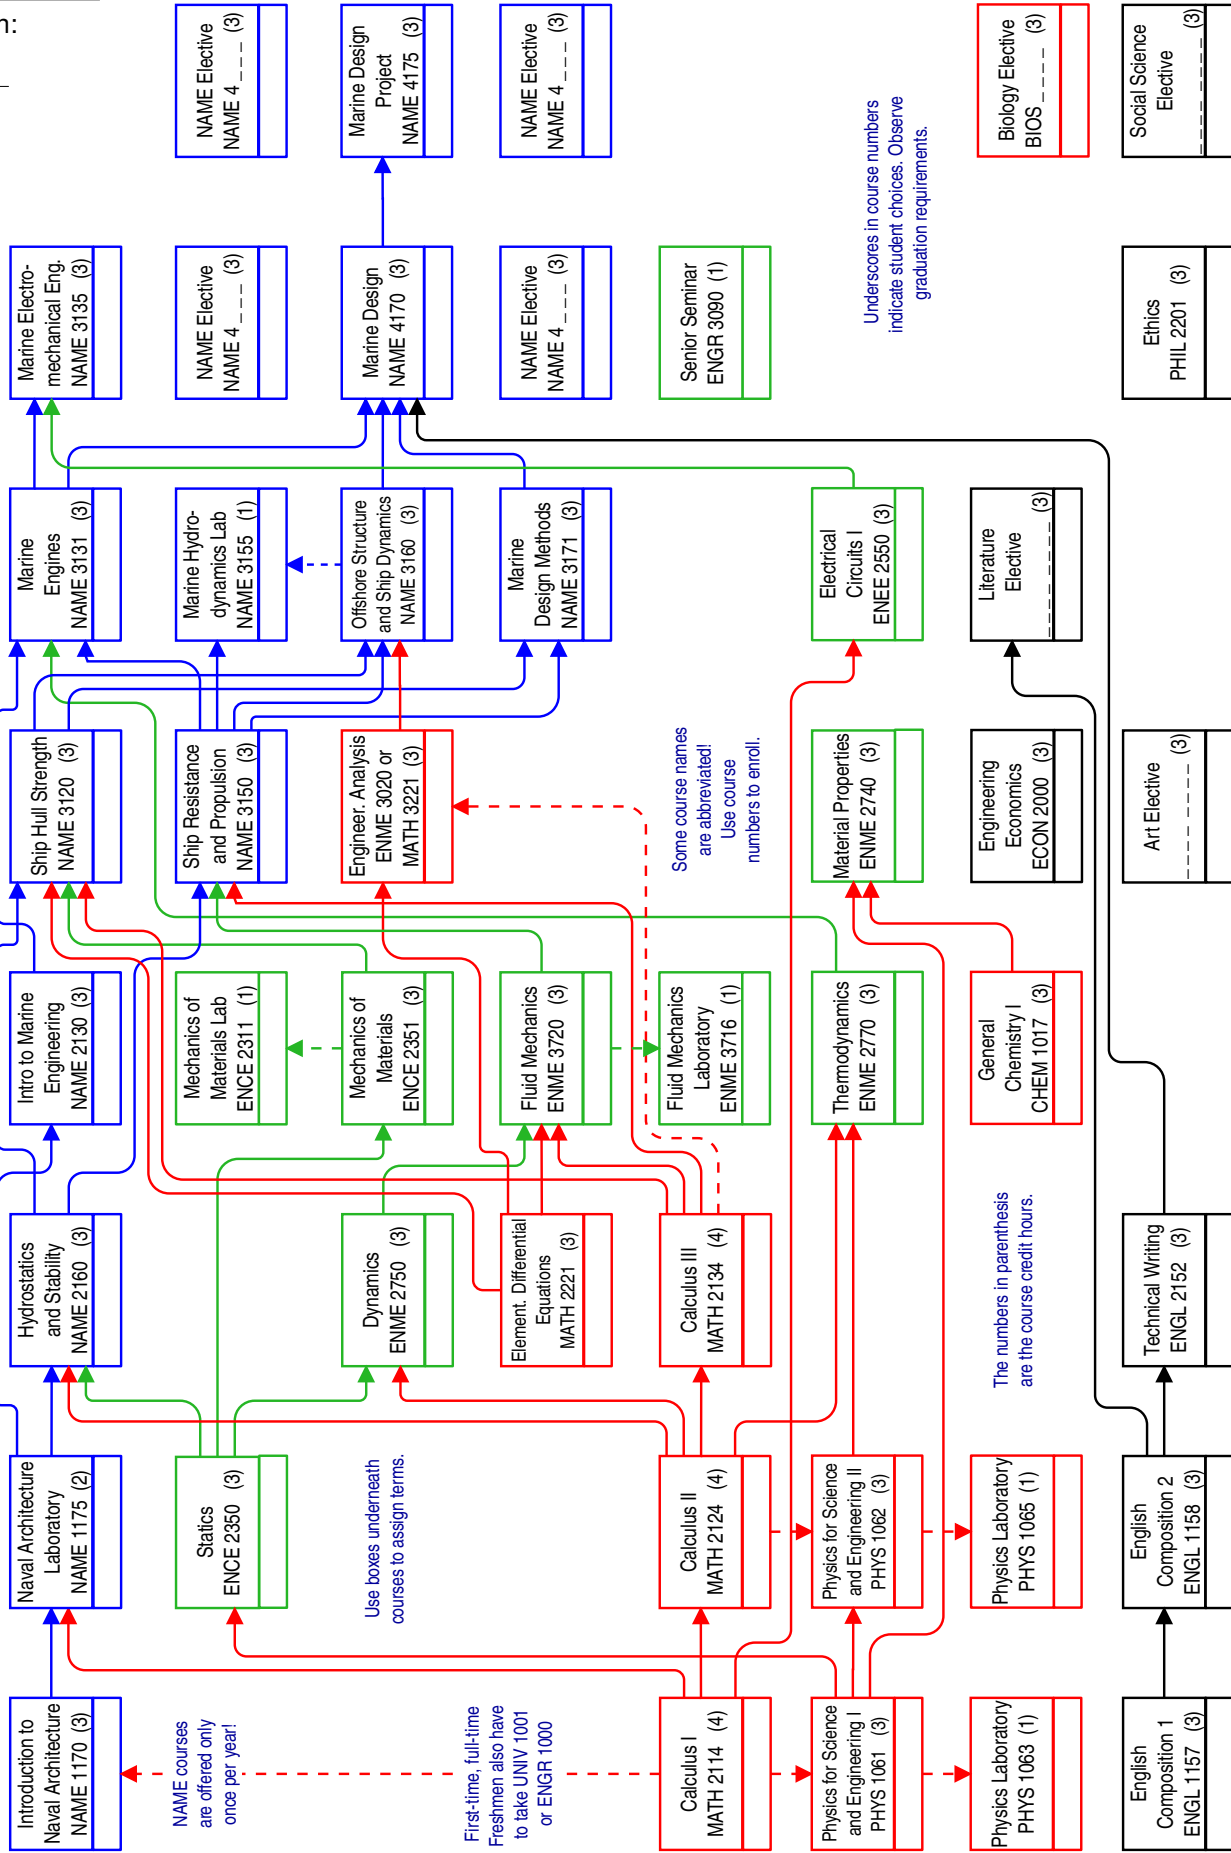 n:
Introduction to
Naval Architecture
NAME 1170 (3)
Naval Architecture
Laboratory
NAME 1175 (2)
Hydrostatics
and Stability
NAME 2160 (3)
Intro to Marine
Engineering
NAME 2130 (3)
Ship Hull Strength
NAME 3120 (3)
Marine
Engines
NAME 3131 (3)
Marine Electro-
mechanical Eng.
NAME 3135 (3)
NAME courses
are offered only
once per year!
Statics
ENCE 2350 (3)
Mechanics of
Materials Lab
ENCE 2311 (1)
Ship Resistance
and Propulsion
NAME 3150 (3)
Marine Hydro-
dynamics Lab
NAME 3155 (1)
NAME Elective
NAME 4 _ _ _ (3)
NAME Elective
NAME 4 _ _ _ (3)
Use boxes underneath
courses to assign terms.
Dynamics
ENME 2750 (3)
Mechanics of
Materials
ENCE 2351 (3)
Engineer. Analysis
ENME 3020 or
MATH 3221 (3)
Offshore Structure
and Ship Dynamics
NAME 3160 (3)
Marine Design
NAME 4170 (3)
Marine Design
Project
NAME 4175 (3)
First-time, full-time
Freshmen also have
to take UNIV 1001
or ENGR 1000
Element. Differential
Equations
MATH 2221 (3)
Fluid Mechanics
ENME 3720 (3)
Marine
Design Methods
NAME 3171 (3)
NAME Elective
NAME 4 _ _ _ (3)
NAME Elective
NAME 4 _ _ _ (3)
Calculus I
MATH 2114 (4)
Calculus II
MATH 2124 (4)
Calculus III
MATH 2134 (4)
Fluid Mechanics
Laboratory
ENME 3716 (1)
Some course names
are abbreviated!
Use course
numbers to enroll.
Senior Seminar
ENGR 3090 (1)
Physics for Science
and Engineering I
PHYS 1061 (3)
Physics for Science
and Engineering II
PHYS 1062 (3)
Thermodynamics
ENME 2770 (3)
Material Properties
ENME 2740 (3)
Electrical
Circuits I
ENEE 2550 (3)
Underscores in course numbers
indicate student choices. Observe
graduation requirements.
Physics Laboratory
PHYS 1063 (1)
Physics Laboratory
PHYS 1065 (1)
The numbers in parenthesis
are the course credit hours.
General
Chemistry I
CHEM 1017 (3)
Engineering
Economics
ECON 2000 (3)
Literature
Elective
_ _ _ _ _ _ _ _ _ (3)
Biology Elective
BIOS _ _ _ _ (3)
English
Composition 1
ENGL 1157 (3)
English
Composition 2
ENGL 1158 (3)
Technical Writing
ENGL 2152 (3)
Art Elective
_ _ _ _ _ _ _ _ (3)
Ethics
PHIL 2201 (3)
Social Science
Elective
_ _ _ _ _ _ _ _ _ (3)